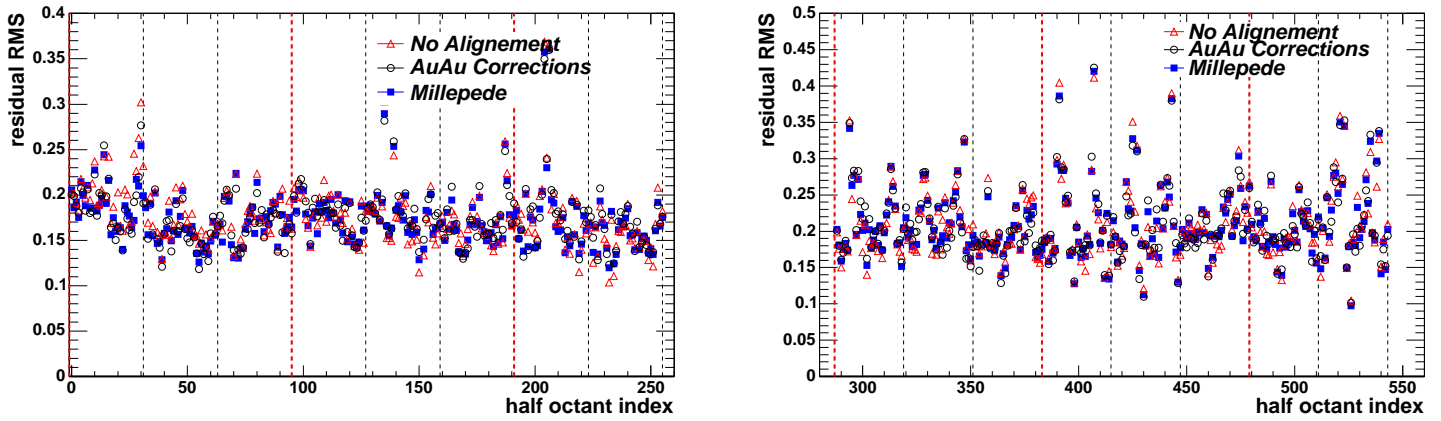 residual RMS
0.4
0.35
0.3
0.25
0.2
0.15
0.1
0.05
0
0 50 100 150 200 250
half octant index
No Alignement
AuAu Corrections
Millepede
residual RMS
0.5
0.45
0.4
0.35
0.3
0.25
0.2
0.15
0.1
0.05
0
300 350 400 450 500 550
half octant index
No Alignement
AuAu Corrections
Millepede